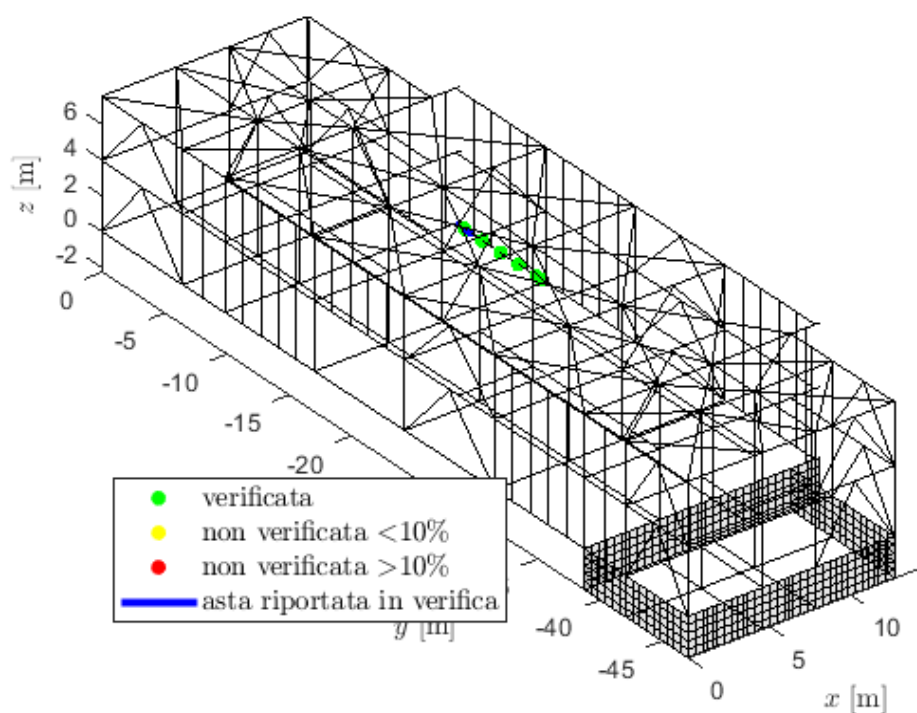 6
4
2
0
-2
z [m]
0
-5
-10
-15
-20
-40
-45
y [m]
0
5
10
x [m]
verificata
non verificata <10%
non verificata >10%
asta riportata in verifica